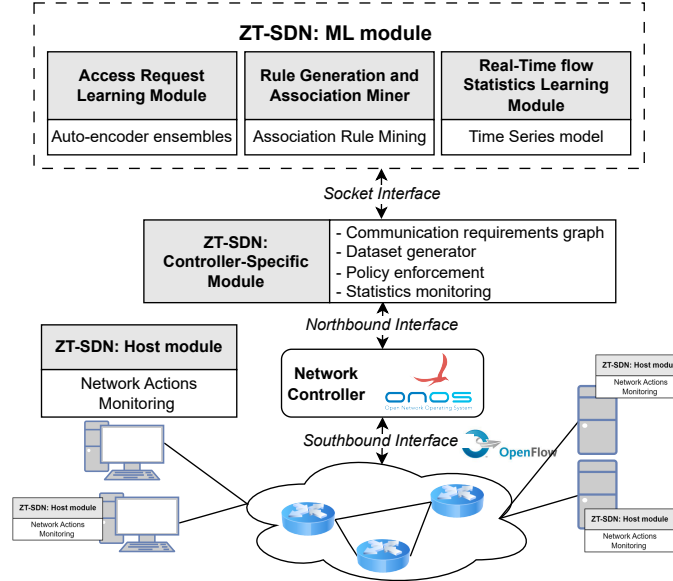 ZT-SDN: ML module
Access Request
Learning Module
Auto-encoder ensembles
Rule Generation and
Association Miner
Association Rule Mining
Real-Time flow
Statistics Learning
Module
Time Series model
Socket Interface
ZT-SDN:
Controller-Specific
Module
- Communication requirements graph
- Dataset generator
- Policy enforcement
- Statistics monitoring
Northbound Interface
ZT-SDN: Host module
Network Actions
Monitoring
Network
Controller
onos
Open Network Operating System
ZT-SDN: Host modul
Network Actions
Monitoring
Southbound Interface
OpenFlow
ZT-SDN: Host module
Network Actions
Monitoring
ZT-SDN: Host module
Network Actions
Monitoring